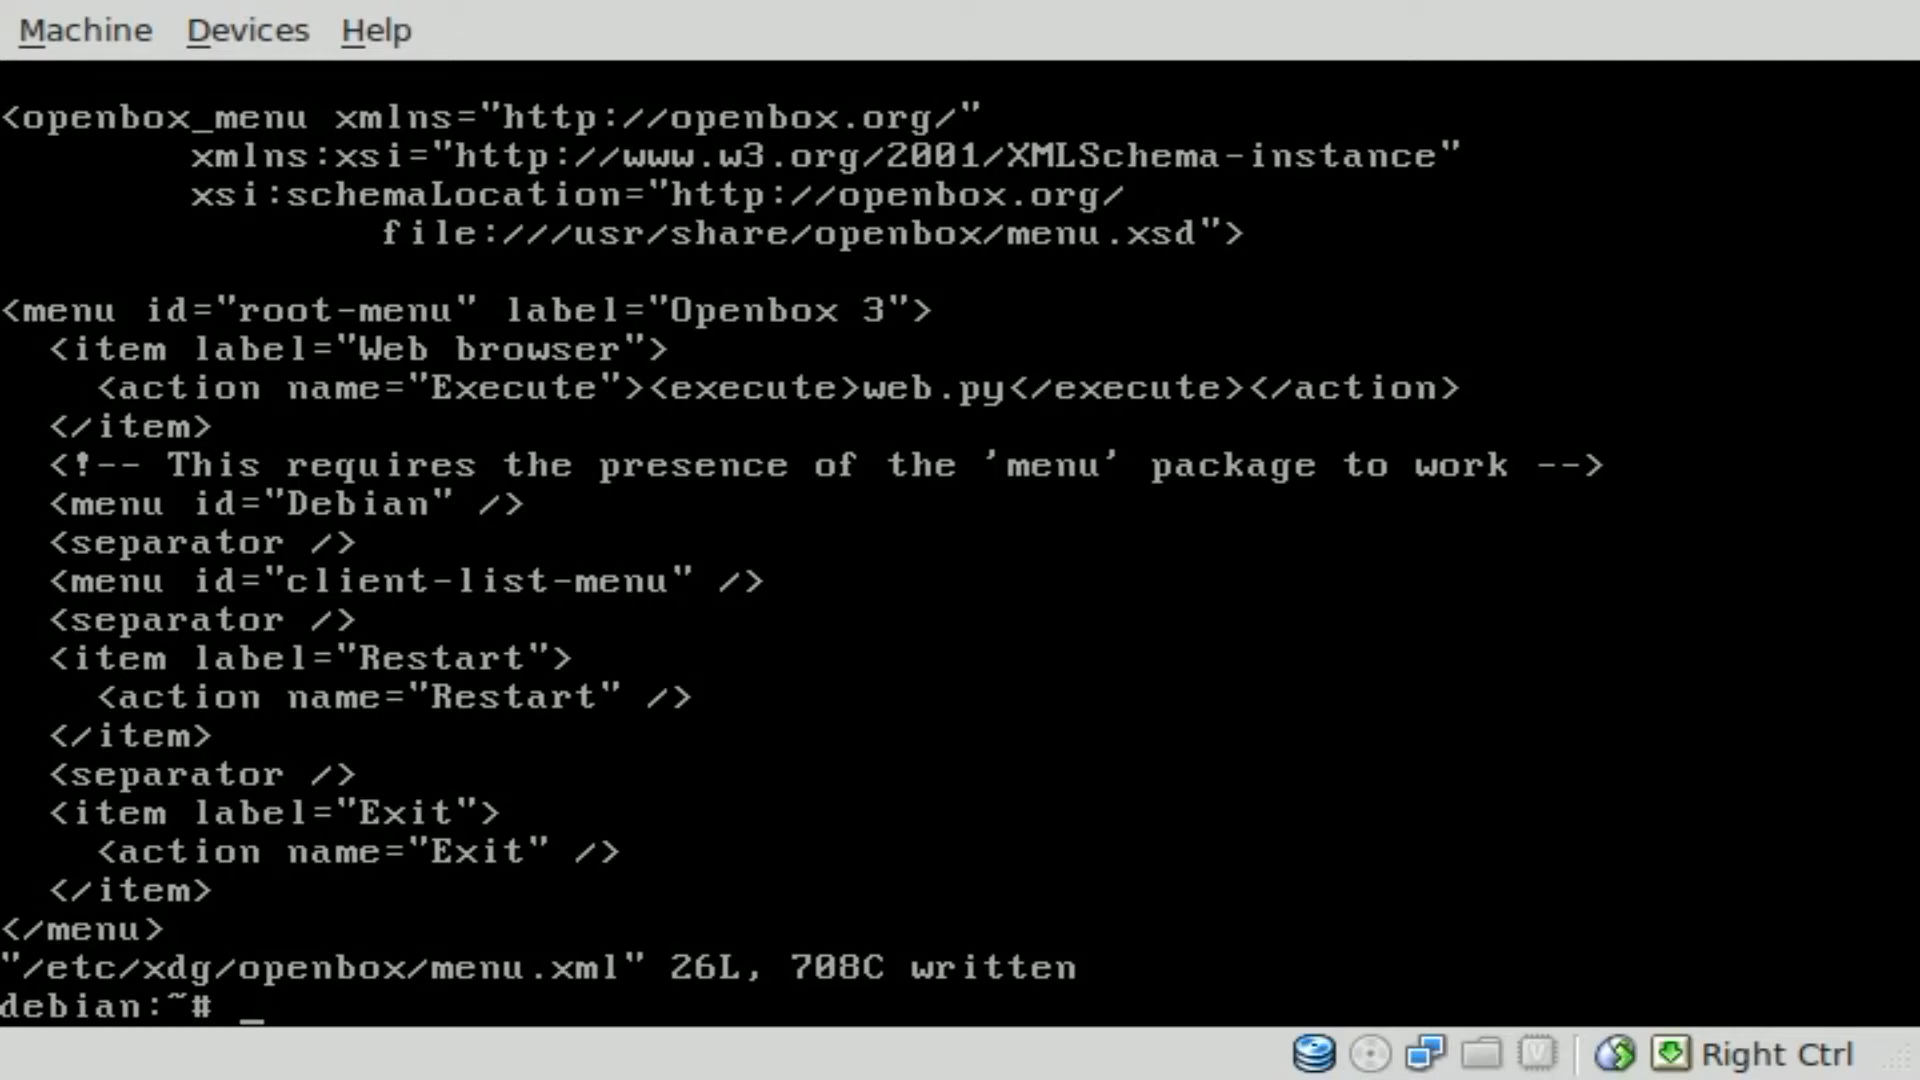 Machine Devices Help
<openbox_menu xmlns="http://openbox.org/"
        xmlns:xsi="http://www.w3.org/2001/XMLSchema-instance"
        xsi:schemaLocation="http://openbox.org/
                file:///usr/share/openbox/menu.xsd">
<menu id="root-menu" label="Openbox 3">
  <item label="Web browser">
    <action name="Execute"><execute>web.py</execute></action>
  </item>
  <!-- This requires the presence of the 'menu' package to work -->
  <menu id="Debian" />
  <separator />
  <menu id="client-list-menu" />
  <separator />
  <item label="Restart">
    <action name="Restart" />
  </item>
  <separator />
  <item label="Exit">
    <action name="Exit" />
  </item>
</menu>
"/etc/xdg/openbox/menu.xml" 26L, 708C written
debian:~# _
Right Ctrl